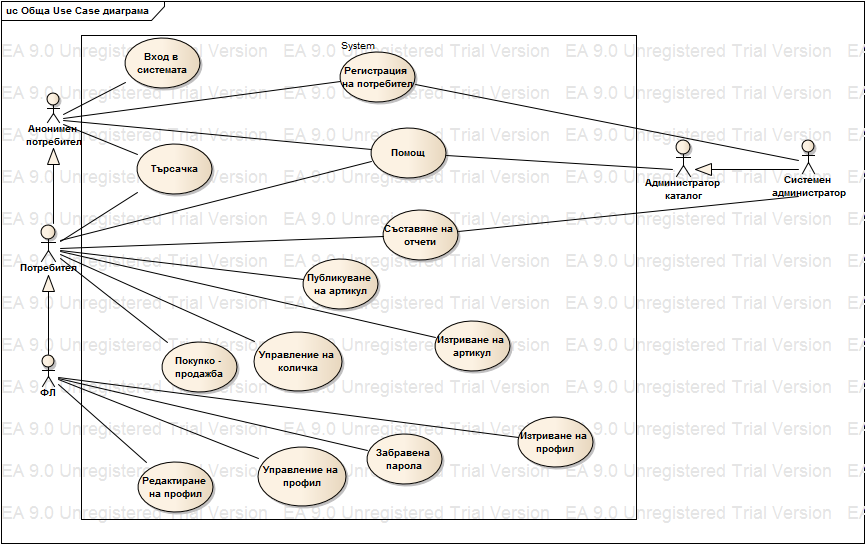 uc Обща Use Case диаграма
System
Вход в
системата
Регистрация
на потребител
Анонимен
потребител
Търсачка
Помощ
Администратор
каталог
Системен
администратор
Съставяне на
отчети
Потребител
Публикуване
на артикул
Изтриване на
артикул
Управление на
количка
Покупко -
продажба
ФЛ
Изтриване на
профил
Забравена
парола
Управление на
профил
Редактиране
на профил
EA 9.0 Unregistered Trial Version